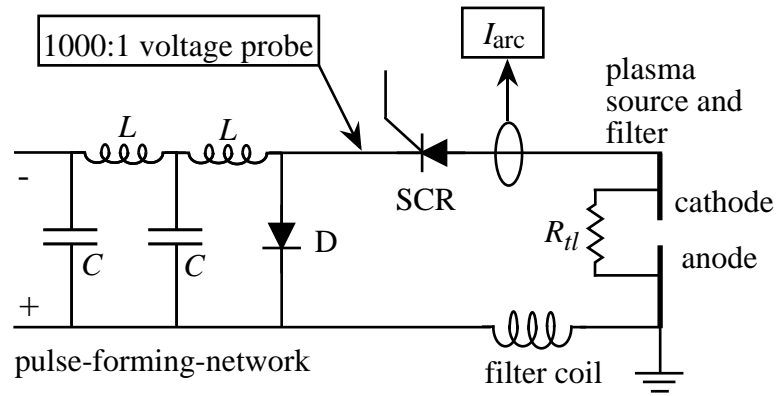 1000:1 voltage probe
I_arc
plasma
source and
filter
L
L
-
SCR
cathode
R_tl
anode
C
C
D
+
pulse-forming-network
filter coil